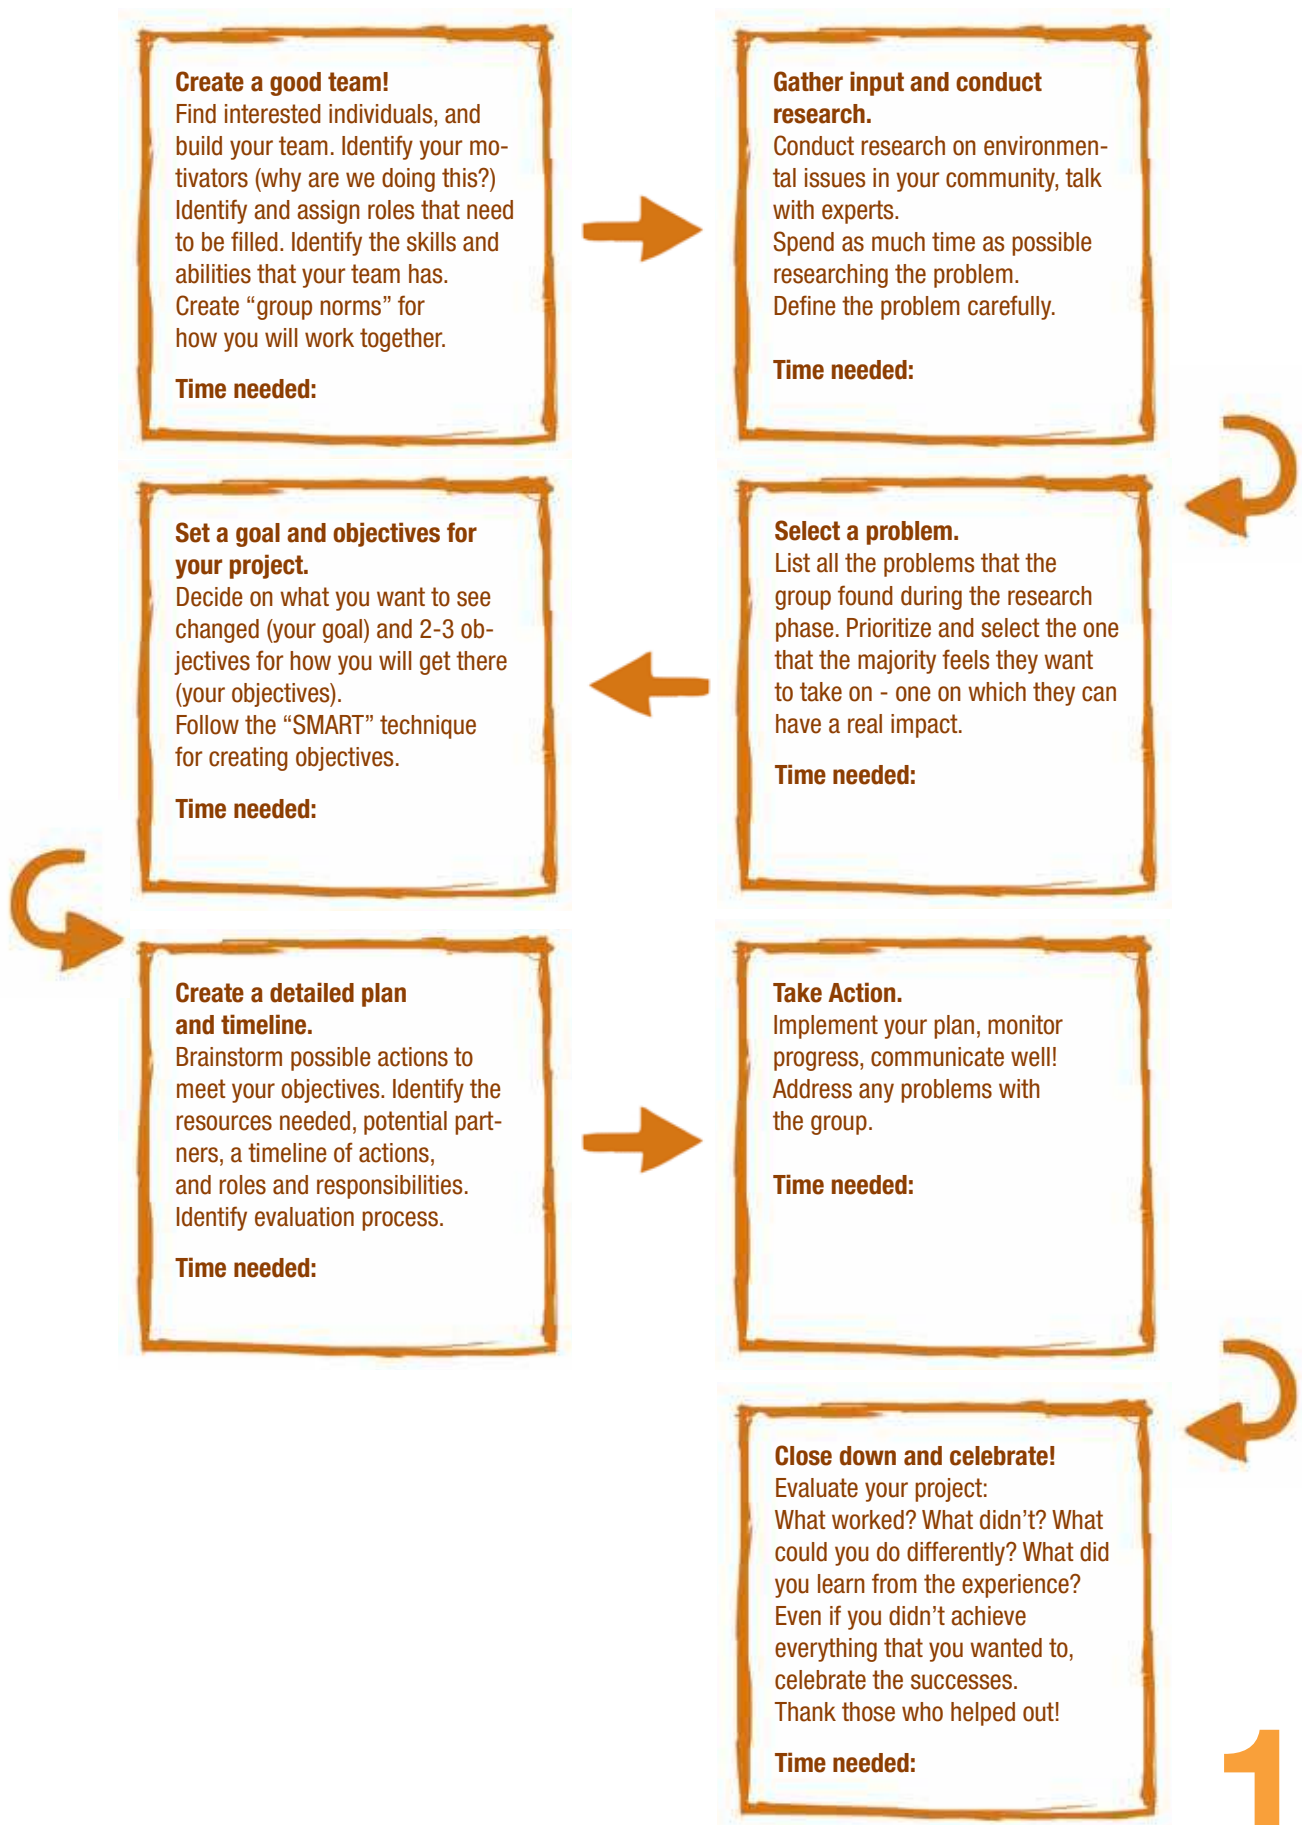 Create a good team!
Find interested individuals, and
build your team. Identify your mo-
tivators (why are we doing this?)
Identify and assign roles that need
to be filled. Identify the skills and
abilities that your team has.
Create “group norms” for
how you will work together.
Time needed:
Gather input and conduct
research.
Conduct research on environmen-
tal issues in your community, talk
with experts.
Spend as much time as possible
researching the problem.
Define the problem carefully.
Time needed:
Select a problem.
List all the problems that the
group found during the research
phase. Prioritize and select the one
that the majority feels they want
to take on - one on which they can
have a real impact.
Time needed:
Set a goal and objectives for
your project.
Decide on what you want to see
changed (your goal) and 2-3 ob-
jectives for how you will get there
(your objectives).
Follow the “SMART” technique
for creating objectives.
Time needed:
Create a detailed plan
and timeline.
Brainstorm possible actions to
meet your objectives. Identify the
resources needed, potential part-
ners, a timeline of actions,
and roles and responsibilities.
Identify evaluation process.
Time needed:
Take Action.
Implement your plan, monitor
progress, communicate well!
Address any problems with
the group.
Time needed:
Close down and celebrate!
Evaluate your project:
What worked? What didn’t? What
could you do differently? What did
you learn from the experience?
Even if you didn’t achieve
everything that you wanted to,
celebrate the successes.
Thank those who helped out!
Time needed:
1